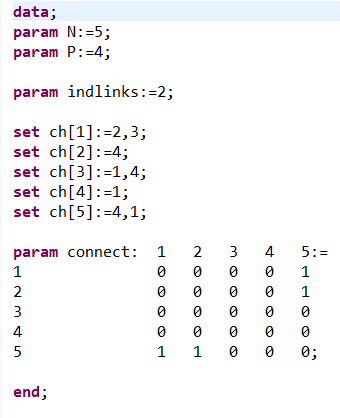 data;
param N:=5;
param P:=4;
param indlinks:=2;
set ch[1]:=2,3;
set ch[2]:=4;
set ch[3]:=1,4;
set ch[4]:=1;
set ch[5]:=4,1;
param connect: 1 2 3 4 5:=
1 0 0 0 0 1
2 0 0 0 0 1
3 0 0 0 0 0
4 0 0 0 0 0
5 1 1 0 0 0;
end;